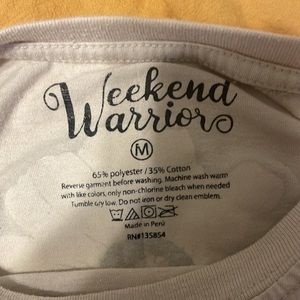 Weekend
Warrior
M
65% polyester / 35% Cotton
Reverse garment before washing. Machine wash warm
with like colors, only non-chlorine bleach when needed
Tumble dry low. Do not iron or dry clean emblem.
Made in Perú
RN#135854